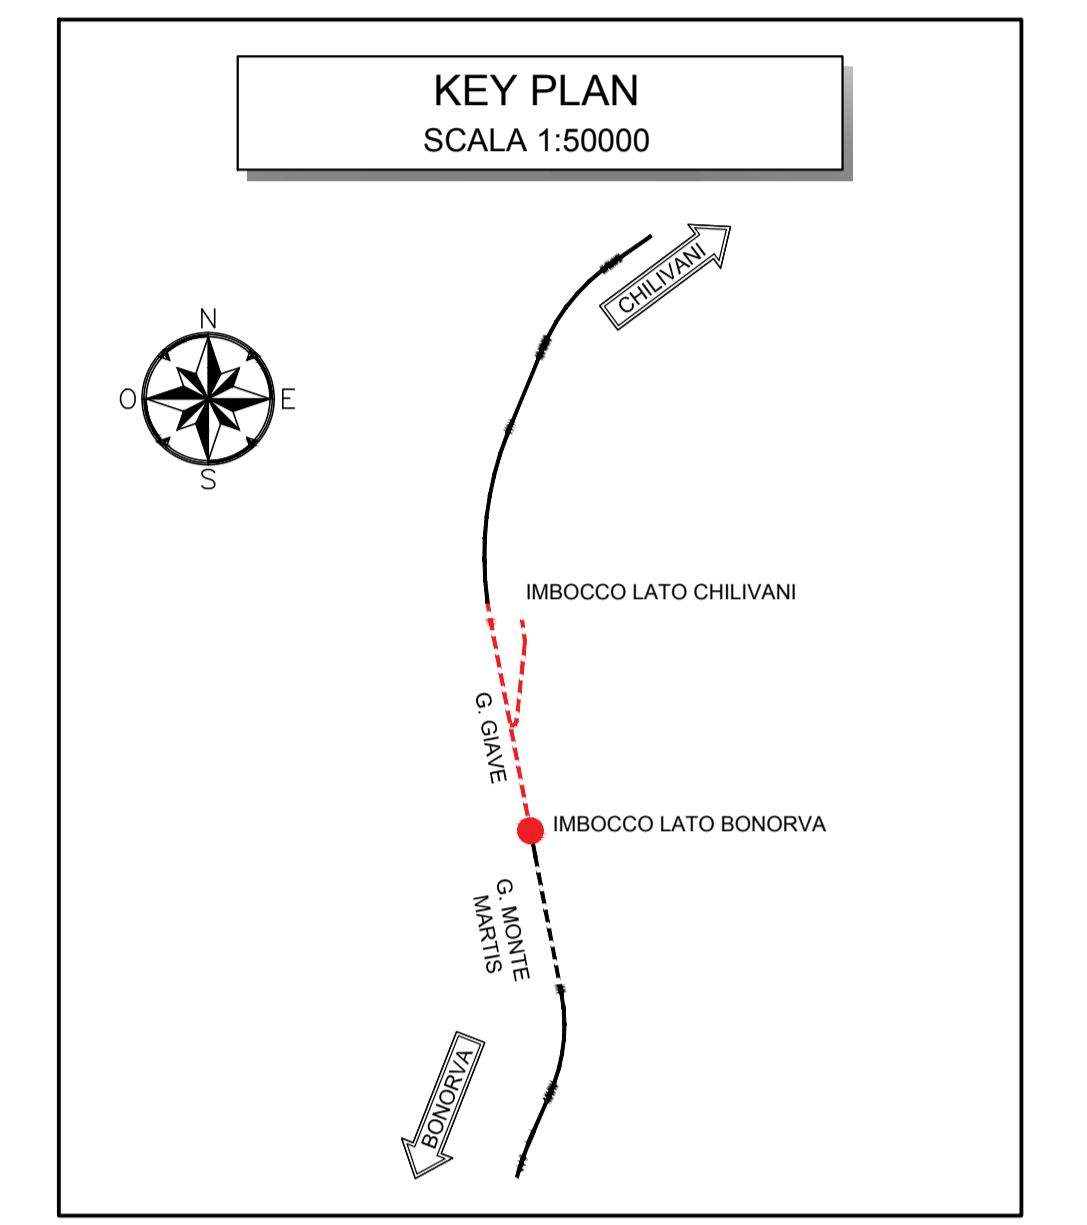 KEY PLAN
SCALA 1:50000
CHILIVANI
N
O
E
S
IMBOCCO LATO CHILIVANI
G. GIAVE
IMBOCCO LATO BONORVA
G. MONTE
MARTIS
BONORVA